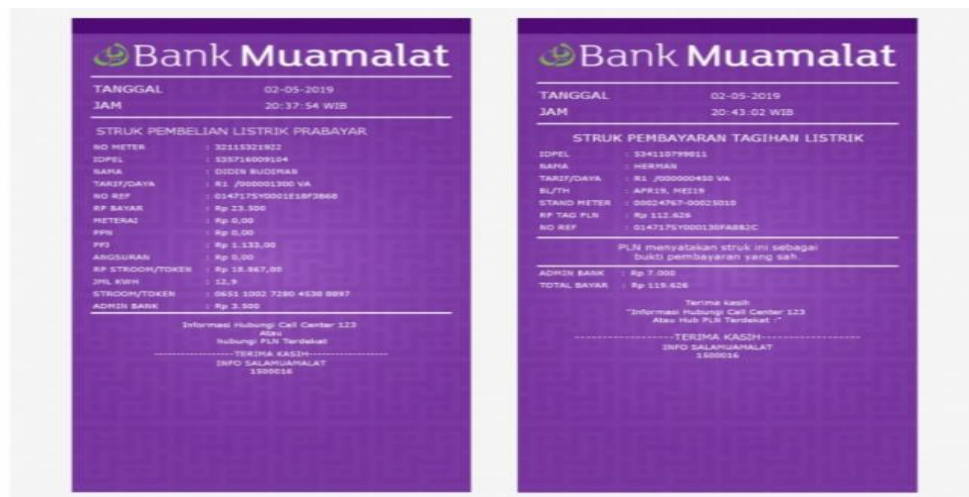 Bank Muamalat
TANGGAL 02-05-2019
JAM 20:37:54 WIB
STRUK PEMBELIAN LISTRIK PRABAYAR
NO METER : 32115321922
IDPEL : 535716009104
NAMA : DIDIN BUDIMAN
TARIF/DAYA : R1 /000001300 VA
NO REF : 0147175Y0001E18F3B68
RP BAYAR : Rp 23.500
METERAI : Rp 0,00
PPN : Rp 0,00
PPJ : Rp 1.133,00
ANGSURAN : Rp 0,00
RP STROOM/TOKEN : Rp 18.867,00
JML KWH : 12,9
STROOM/TOKEN : 0651 1002 7280 4538 8897
ADMIN BANK : Rp 3.500
Informasi Hubungi Call Center 123
Atau
hubungi PLN Terdekat
------------------TERIMA KASIH------------------
INFO SALAMUAMALAT
1500016
Bank Muamalat
TANGGAL 02-05-2019
JAM 20:43:02 WIB
STRUK PEMBAYARAN TAGIHAN LISTRIK
IDPEL : 534110799811
NAMA : HERMAN
TARIF/DAYA : R1 /000000450 VA
BL/TH : APR19, MEI19
STAND METER : 00024767-00025010
RP TAG PLN : Rp 112.626
NO REF : 0147175Y000130FA882C
PLN menyatakan struk ini sebagai
bukti pembayaran yang sah.
ADMIN BANK : Rp 7.000
TOTAL BAYAR : Rp 119.626
Terima kasih
"Informasi Hubungi Call Center 123
Atau Hub PLN Terdekat :"
------------------TERIMA KASIH------------------
INFO SALAMUAMALAT
1500016